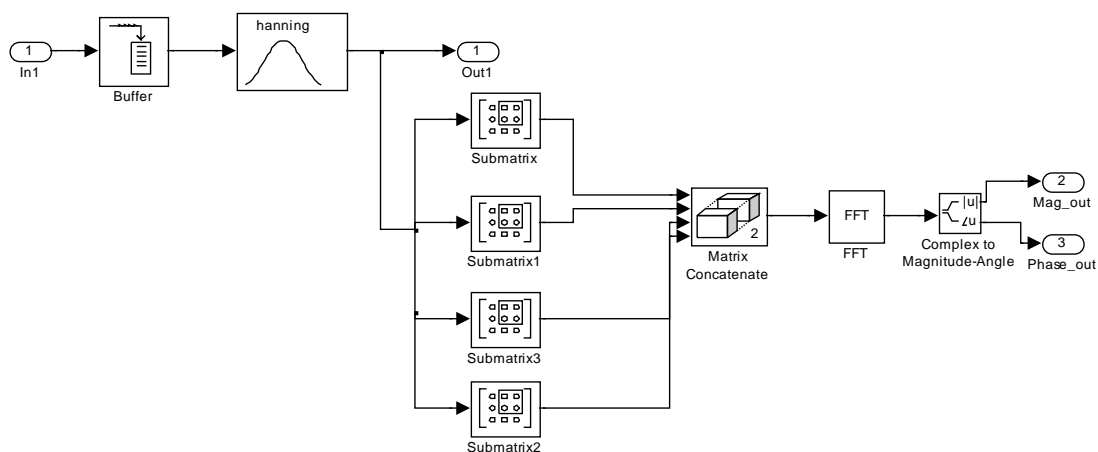 1
In1
Buffer
hanning
1
Out1
Submatrix
Submatrix1
Submatrix3
Submatrix2
2
Matrix
Concatenate
FFT
FFT
|u|
∠u
Complex to
Magnitude-Angle
2
Mag_out
3
Phase_out